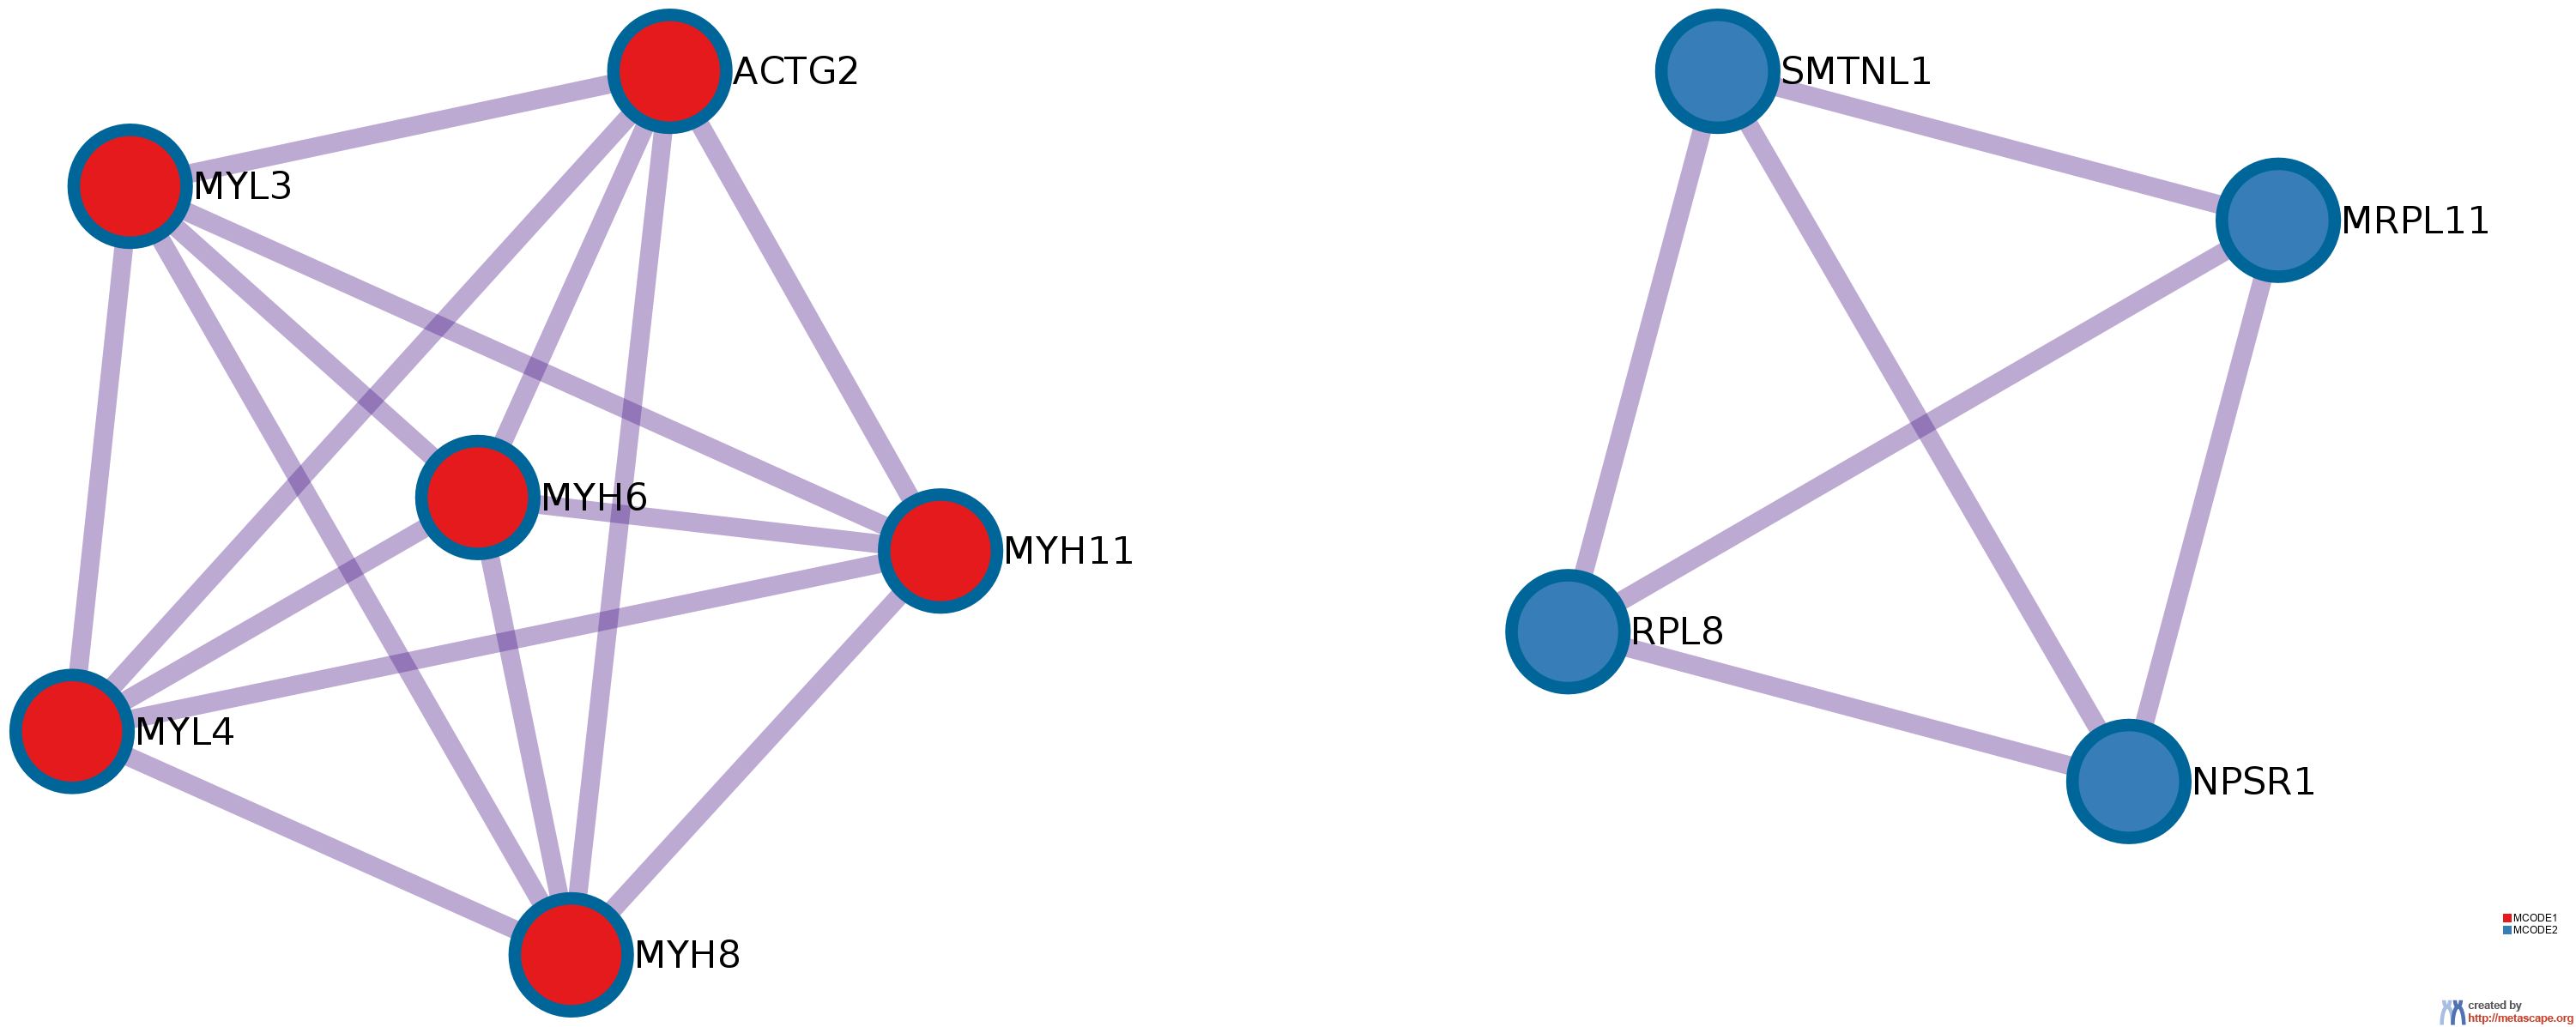 ACTG2
MYL3
MYH6
MYH11
MYL4
MYH8
SMTNL1
MRPL11
RPL8
NPSR1
MCODE1
MCODE2
created by
http://metascape.org